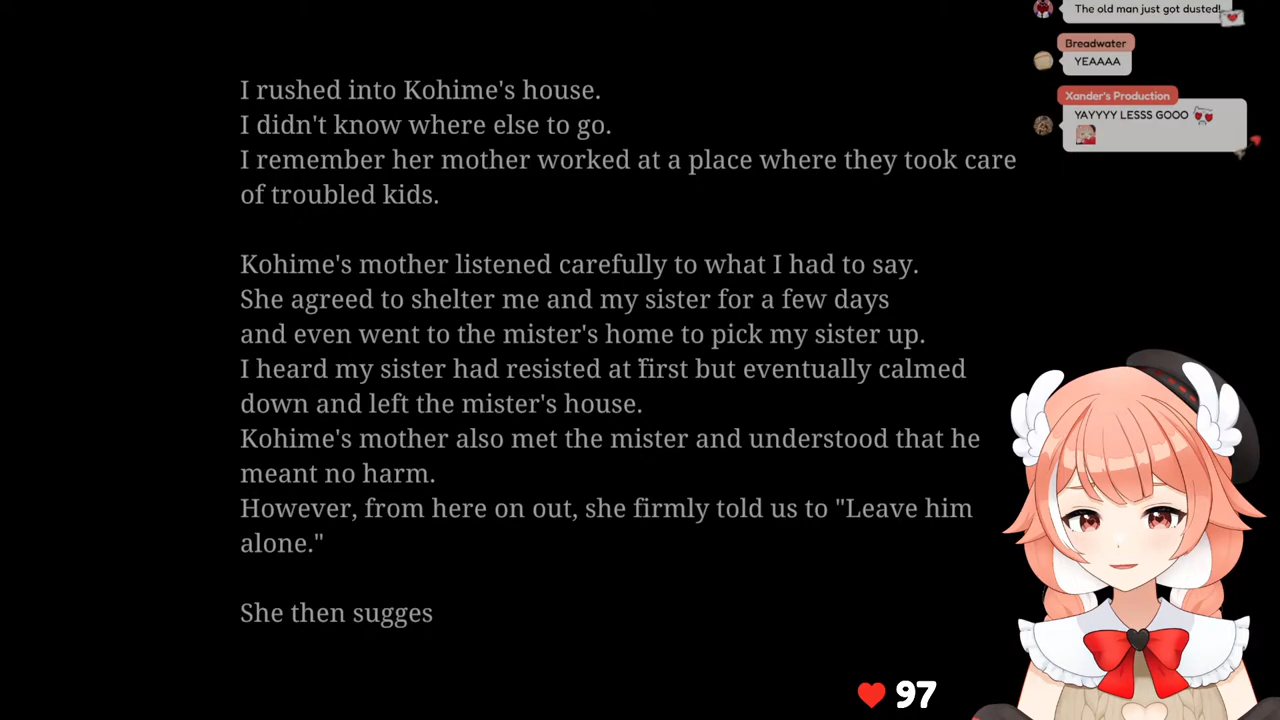 The old man just got dusted!
Breadwater
YEAAAA
Xander's Production
YAYYYY LESSS GOOO
I rushed into Kohime's house.
I didn't know where else to go.
I remember her mother worked at a place where they took care
of troubled kids.
Kohime's mother listened carefully to what I had to say.
She agreed to shelter me and my sister for a few days
and even went to the mister's home to pick my sister up.
I heard my sister had resisted at first but eventually calmed
down and left the mister's house.
Kohime's mother also met the mister and understood that he
meant no harm.
However, from here on out, she firmly told us to "Leave him
alone."
She then sugges
97